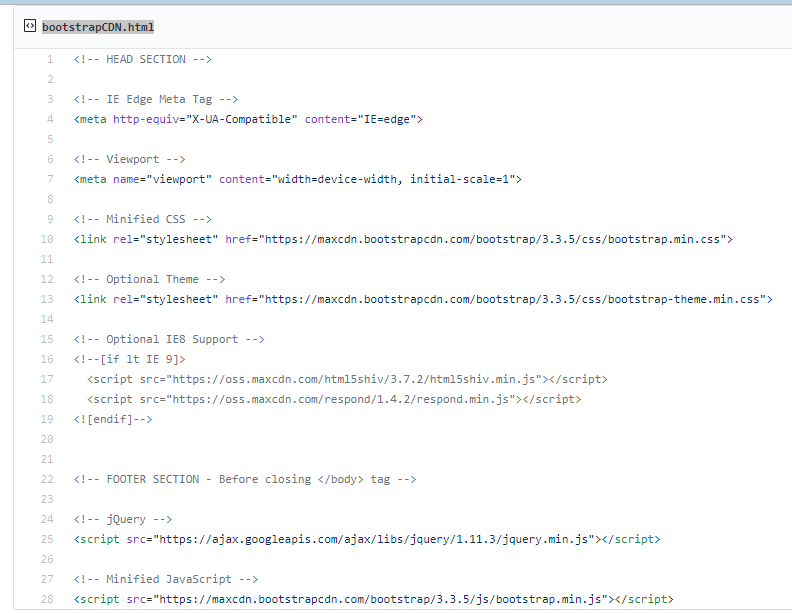 bootstrapCDN.html
1 <!-- HEAD SECTION -->
2
3 <!-- IE Edge Meta Tag -->
4 <meta http-equiv="X-UA-Compatible" content="IE=edge">
5
6 <!-- Viewport -->
7 <meta name="viewport" content="width=device-width, initial-scale=1">
8
9 <!-- Minified CSS -->
10 <link rel="stylesheet" href="https://maxcdn.bootstrapcdn.com/bootstrap/3.3.5/css/bootstrap.min.css">
11
12 <!-- Optional Theme -->
13 <link rel="stylesheet" href="https://maxcdn.bootstrapcdn.com/bootstrap/3.3.5/css/bootstrap-theme.min.css">
14
15 <!-- Optional IE8 Support -->
16 <!--[if lt IE 9]>
17   <script src="https://oss.maxcdn.com/html5shiv/3.7.2/html5shiv.min.js"></script>
18   <script src="https://oss.maxcdn.com/respond/1.4.2/respond.min.js"></script>
19 <![endif]-->
20
21
22 <!-- FOOTER SECTION - Before closing </body> tag -->
23
24 <!-- jQuery -->
25 <script src="https://ajax.googleapis.com/ajax/libs/jquery/1.11.3/jquery.min.js"></script>
26
27 <!-- Minified JavaScript -->
28 <script src="https://maxcdn.bootstrapcdn.com/bootstrap/3.3.5/js/bootstrap.min.js"></script>